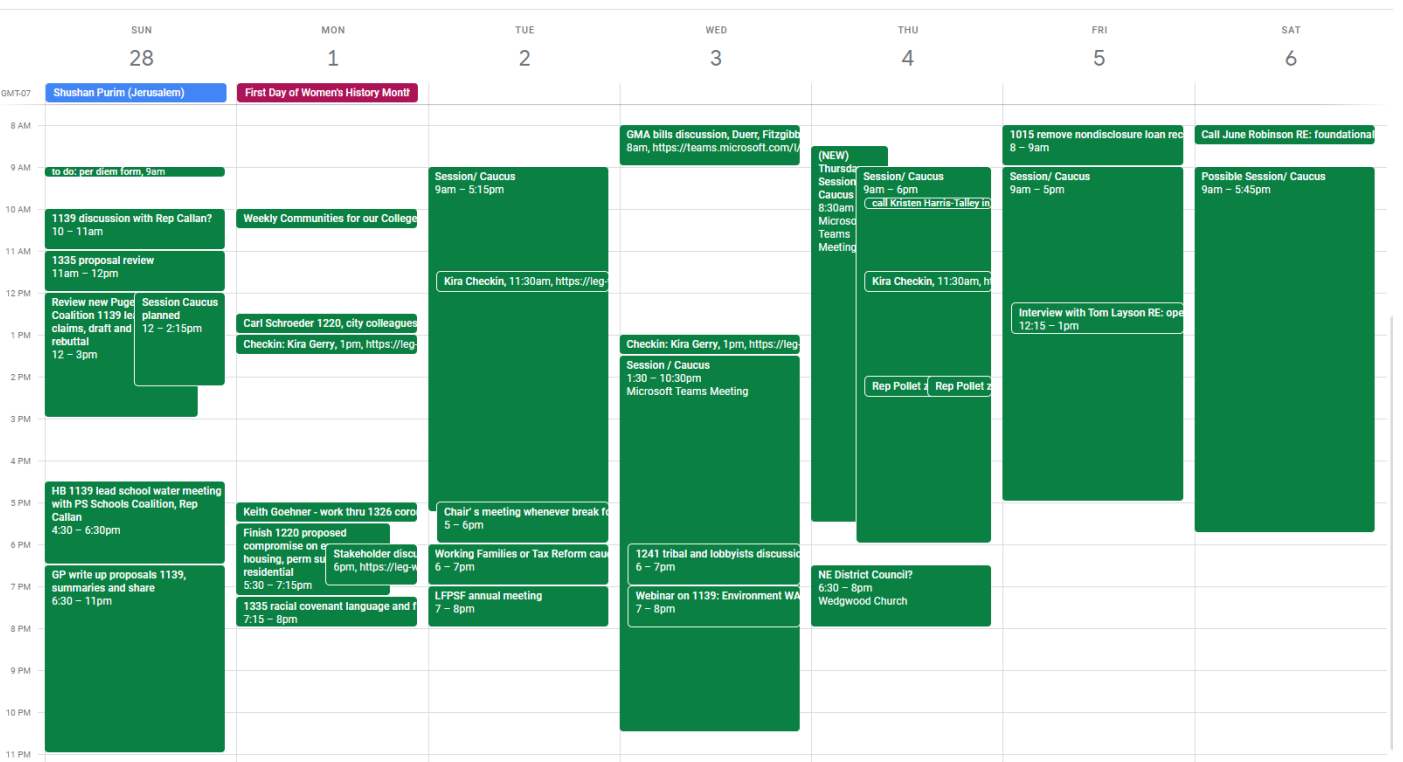 SUN MON TUE WED THU FRI SAT
28 1 2 3 4 5 6
GMT-07
Shushan Purim (Jerusalem)
First Day of Women's History Month
8 AM
9 AM
10 AM
11 AM
12 PM
1 PM
2 PM
3 PM
4 PM
5 PM
6 PM
7 PM
8 PM
9 PM
10 PM
11 PM
to do: per diem form, 9am
1139 discussion with Rep Callan?
10 – 11am
1335 proposal review
11am – 12pm
Review new Puge
Coalition 1139 le
claims, draft and
rebuttal
12 – 3pm
Session Caucus
planned
12 – 2:15pm
HB 1139 lead school water meeting
with PS Schools Coalition, Rep
Callan
4:30 – 6:30pm
GP write up proposals 1139,
summaries and share
6:30 – 11pm
Weekly Communities for our College
Carl Schroeder 1220, city colleagues
Checkin: Kira Gerry, 1pm, https://leg-
Keith Goehner - work thru 1326 coro
Finish 1220 proposed
compromise on e
housing, perm su
residential
5:30 – 7:15pm
Stakeholder discu
6pm, https://leg-w
1335 racial covenant language and f
7:15 – 8pm
Session/ Caucus
9am – 5:15pm
Kira Checkin, 11:30am, https://leg-
Chair' s meeting whenever break fo
5 – 6pm
Working Families or Tax Reform cau
6 – 7pm
LFPSF annual meeting
7 – 8pm
GMA bills discussion, Duerr, Fitzgibb
8am, https://teams.microsoft.com/l/
Checkin: Kira Gerry, 1pm, https://leg-
Session / Caucus
1:30 – 10:30pm
Microsoft Teams Meeting
1241 tribal and lobbyists discussio
6 – 7pm
Webinar on 1139: Environment WA
7 – 8pm
(NEW)
Thursda
Session
Caucus
8:30am
Microso
Teams
Meeting
Session/ Caucus
9am – 6pm
call Kristen Harris-Talley in
Kira Checkin, 11:30am, ht
Rep Pollet z
Rep Pollet z
NE District Council?
6:30 – 8pm
Wedgwood Church
1015 remove nondisclosure loan rec
8 – 9am
Session/ Caucus
9am – 5pm
Interview with Tom Layson RE: ope
12:15 – 1pm
Call June Robinson RE: foundational
Possible Session/ Caucus
9am – 5:45pm